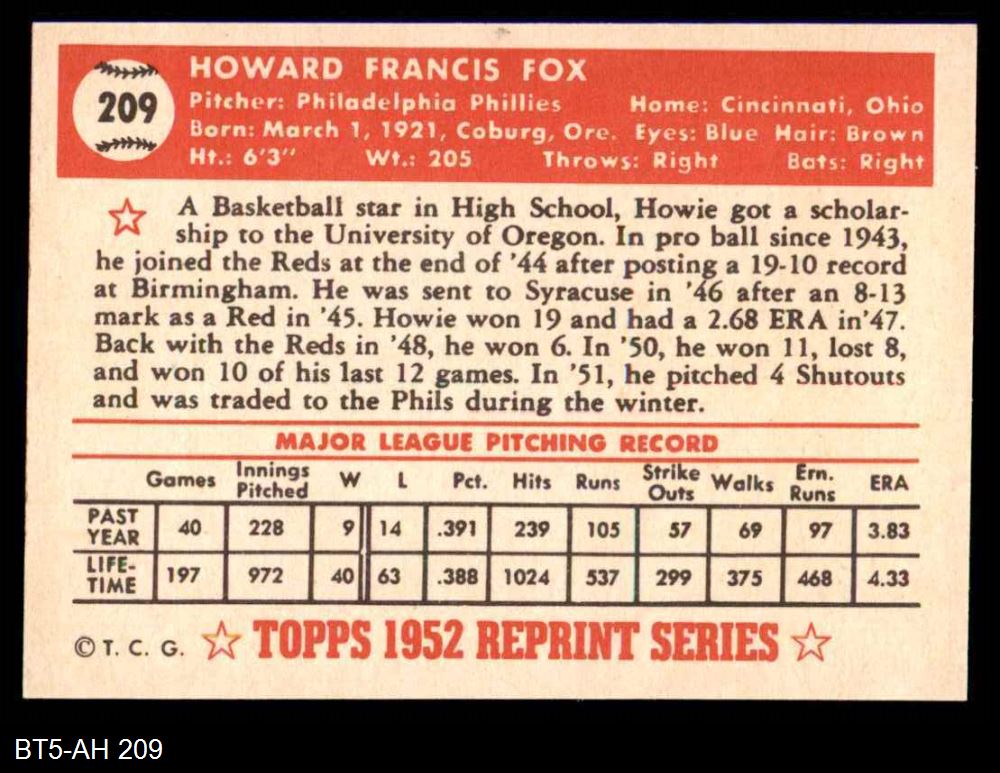 209
HOWARD FRANCIS FOX
Pitcher: Philadelphia Phillies Home: Cincinnati, Ohio
Born: March 1, 1921, Coburg, Ore. Eyes: Blue Hair: Brown
Ht.: 6'3" Wt.: 205 Throws: Right Bats: Right
A Basketball star in High School, Howie got a scholar-
ship to the University of Oregon. In pro ball since 1943,
he joined the Reds at the end of '44 after posting a 19-10 record
at Birmingham. He was sent to Syracuse in '46 after an 8-13
mark as a Red in '45. Howie won 19 and had a 2.68 ERA in'47.
Back with the Reds in '48, he won 6. In '50, he won 11, lost 8,
and won 10 of his last 12 games. In '51, he pitched 4 Shutouts
and was traded to the Phils during the winter.
MAJOR LEAGUE PITCHING RECORD
Games Innings Pitched W L Pct. Hits Runs Strike Outs Walks Ern. Runs ERA
PAST YEAR 40 228 9 14 .391 239 105 57 69 97 3.83
LIFE-TIME 197 972 40 63 .388 1024 537 299 375 468 4.33
© T. C. G. TOPPS 1952 REPRINT SERIES
BT5-AH 209